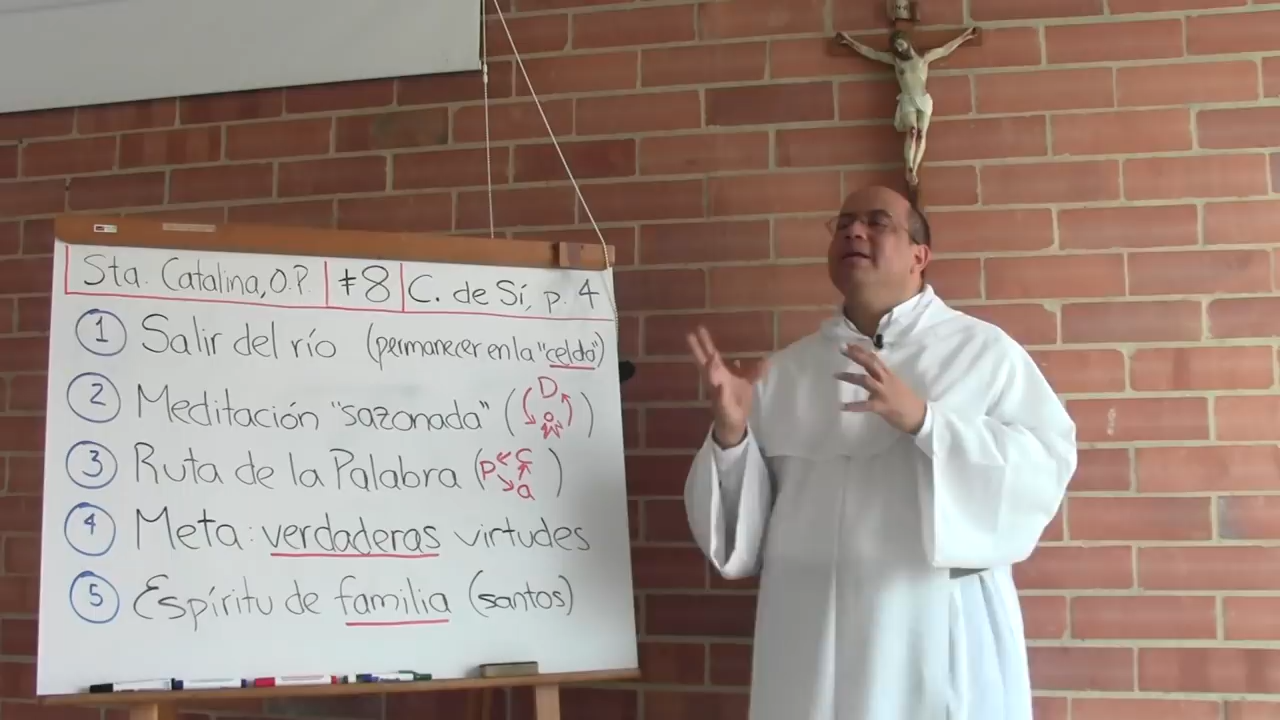 Sta. Catalina, O.P. #8 C. de Sí, p. 4
1 Salir del río (permanecer en la "celda")
2 Meditación "sazonada" (D)
3 Ruta de la Palabra (P C a)
4 Meta: verdaderas virtudes
5 Espíritu de familia (santos)